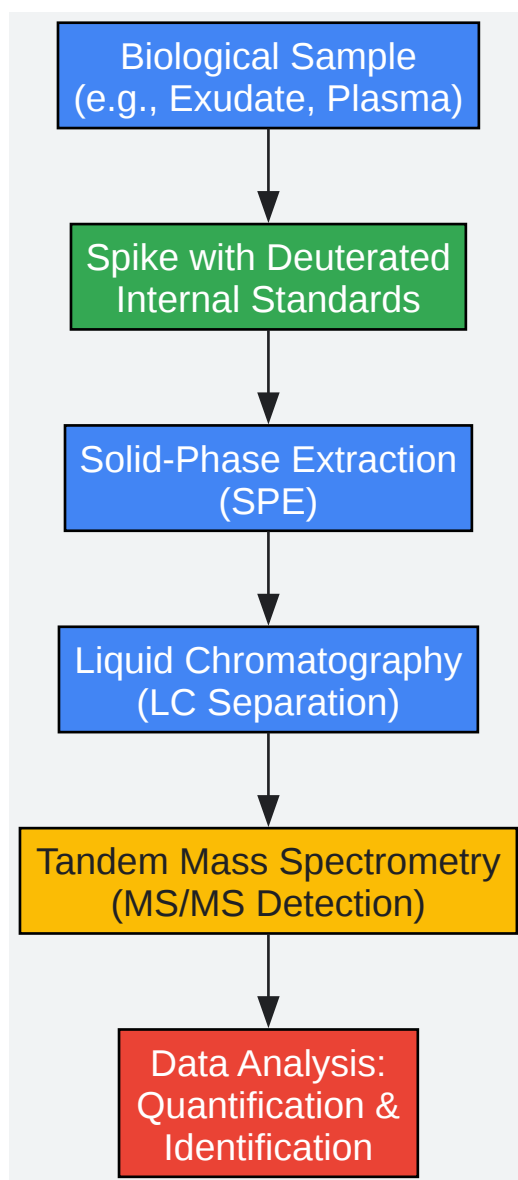 Biological Sample
(e.g., Exudate, Plasma)
Spike with Deuterated
Internal Standards
Solid-Phase Extraction
(SPE)
Liquid Chromatography
(LC Separation)
Tandem Mass Spectrometry
(MS/MS Detection)
Data Analysis:
Quantification &
Identification